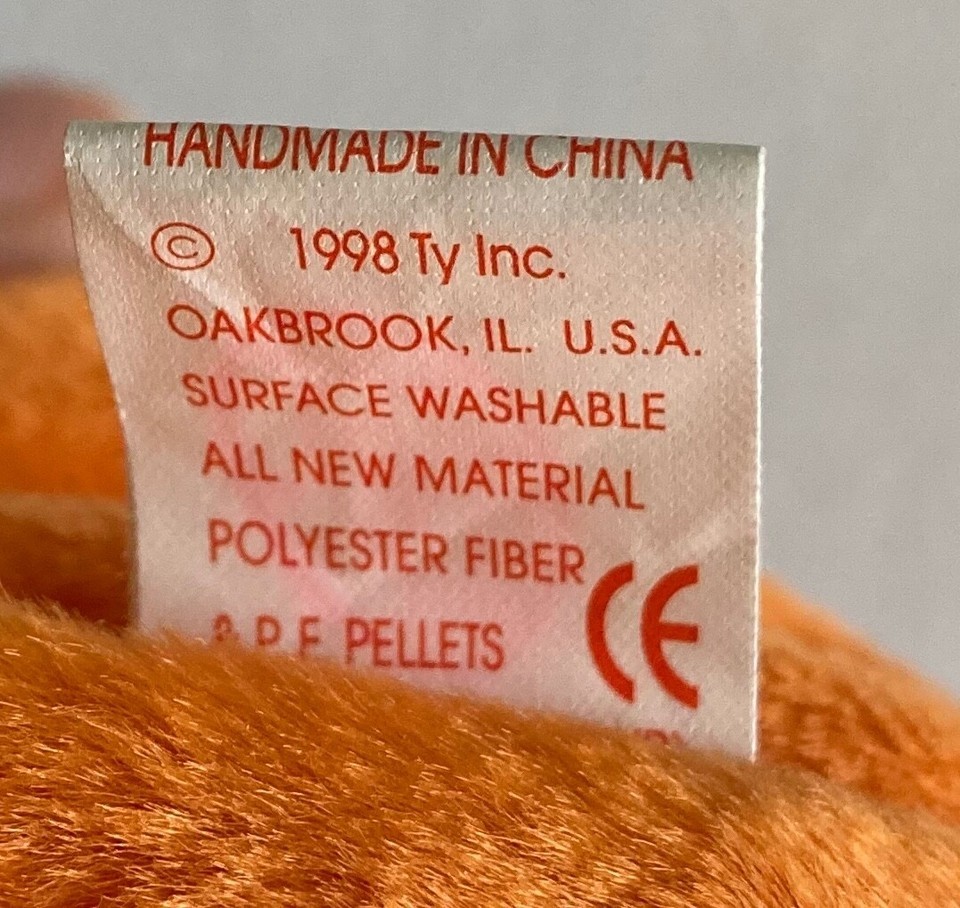 HANDMADE IN CHINA
© 1998 Ty Inc.
OAKBROOK, IL. U.S.A.
SURFACE WASHABLE
ALL NEW MATERIAL
POLYESTER FIBER
& P.E. PELLETS CE